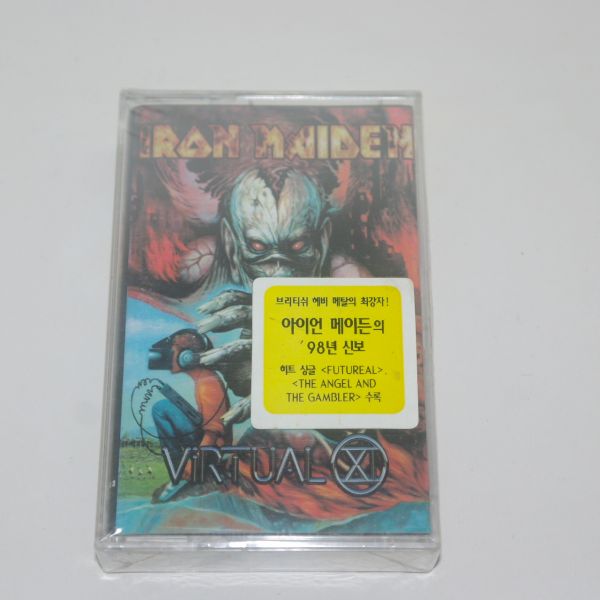 IRON MAIDEN
브리티쉬 헤비 메탈의 최강자!
아이언 메이든의
'98년 신보
히트 싱글 <FUTUREAL>,
<THE ANGEL AND
THE GAMBLER> 수록
ViRTUAL XI